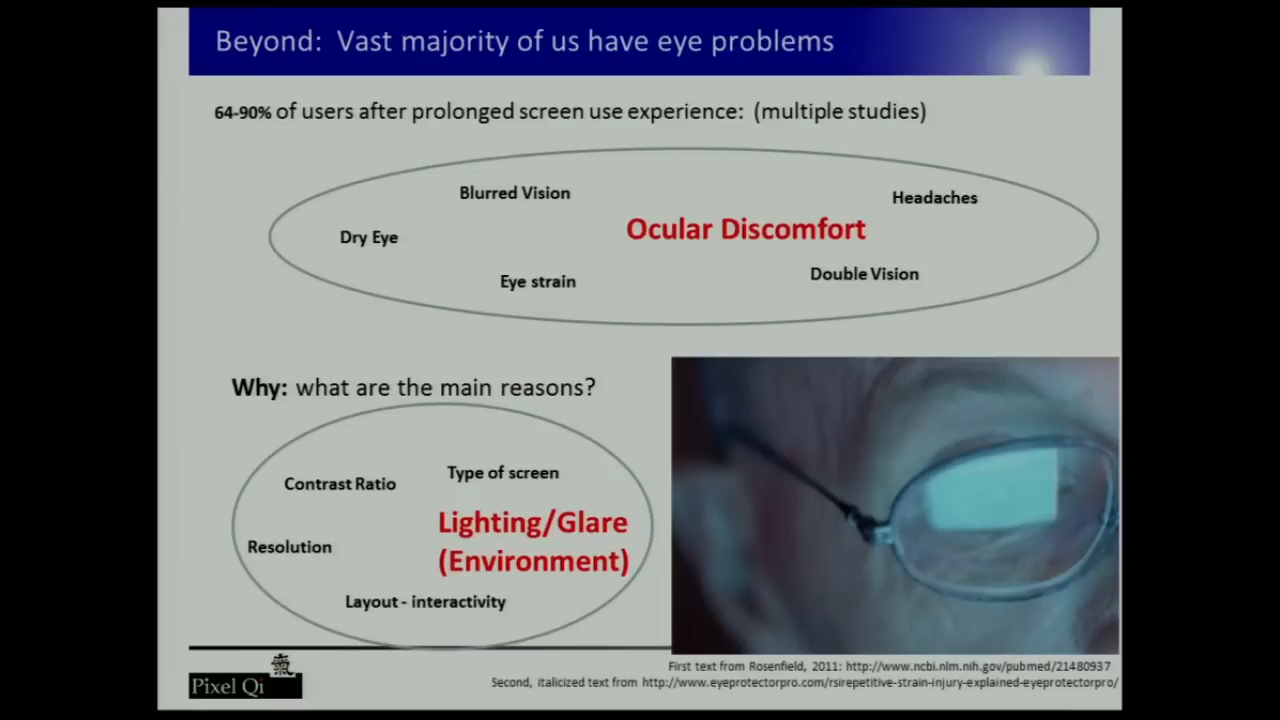 Beyond: Vast majority of us have eye problems
64-90% of users after prolonged screen use experience: (multiple studies)
Blurred Vision
Headaches
Dry Eye
Ocular Discomfort
Eye strain
Double Vision
Why: what are the main reasons?
Contrast Ratio
Type of screen
Lighting/Glare
(Environment)
Resolution
Layout - interactivity
氣
Pixel Qi
First text from Rosenfield, 2011: http://www.ncbi.nlm.nih.gov/pubmed/21480937
Second, italicized text from http://www.eyeprotectorpro.com/rsirepetitive-strain-injury-explained-eyeprotectorpro/